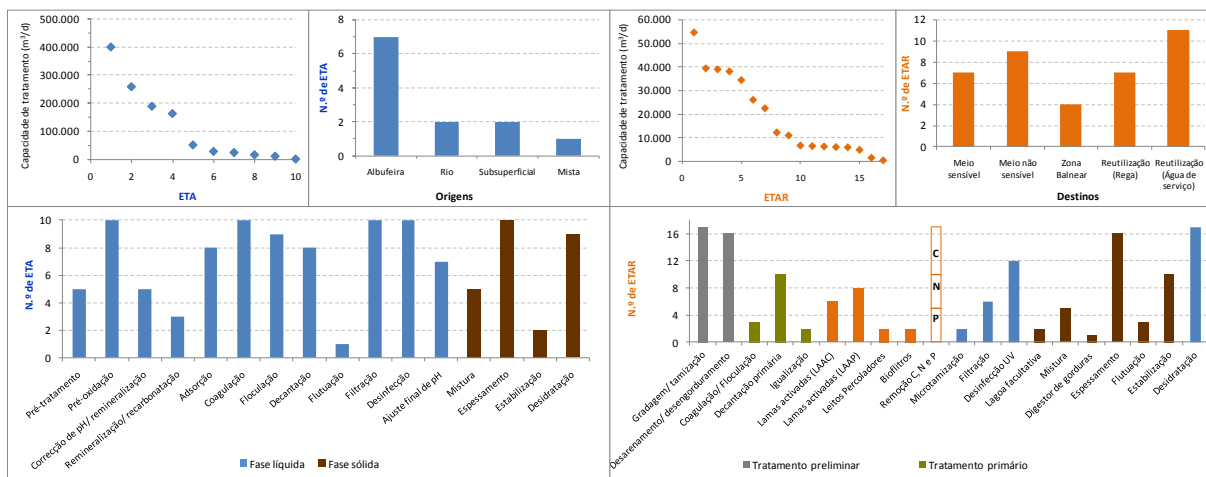 Capacidade de tratamento (m³/d)
500.000
400.000
300.000
200.000
100.000
0
0 2 4 6 8 10
ETA
N.º de ETA
8
6
4
2
0
Albufeira Rio Subsuperficial Mista
Origens
Capacidade de tratamento (m³/d)
60.000
50.000
40.000
30.000
20.000
10.000
0
0 5 10 15
ETAR
N.º de ETAR
12
10
8
6
4
2
0
Meio sensível
Meio não sensível
Zona Balnear
Reutilização (Rega)
Reutilização (Água de serviço)
Destinos
N.º de ETA
10
8
6
4
2
0
Pré-tratamento
Pré-oxidação
Correcção de pH/ remineralização
Remineralização/ recarbonatação
Adsorção
Coagulação
Floculação
Decantação
Flutuação
Filtração
Desinfecção
Ajuste final de pH
Mistura
Espessamento
Estabilização
Desidratação
Fase líquida
Fase sólida
N.º de ETAR
16
12
8
4
0
C
N
P
Gradagem/ tamização
Desarenamento/ desengorduramento
Coagulação/ Floculação
Decantação primária
Igualização
Lamas activadas (LAAC)
Lamas activadas (LAAP)
Leitos Percoladores
Biofiltros
Remoção C, N e P
Microtamização
Filtração
Desinfecção UV
Lagoa facultativa
Mistura
Digestor de gorduras
Espessamento
Flutuação
Estabilização
Desidratação
Tratamento preliminar
Tratamento primário